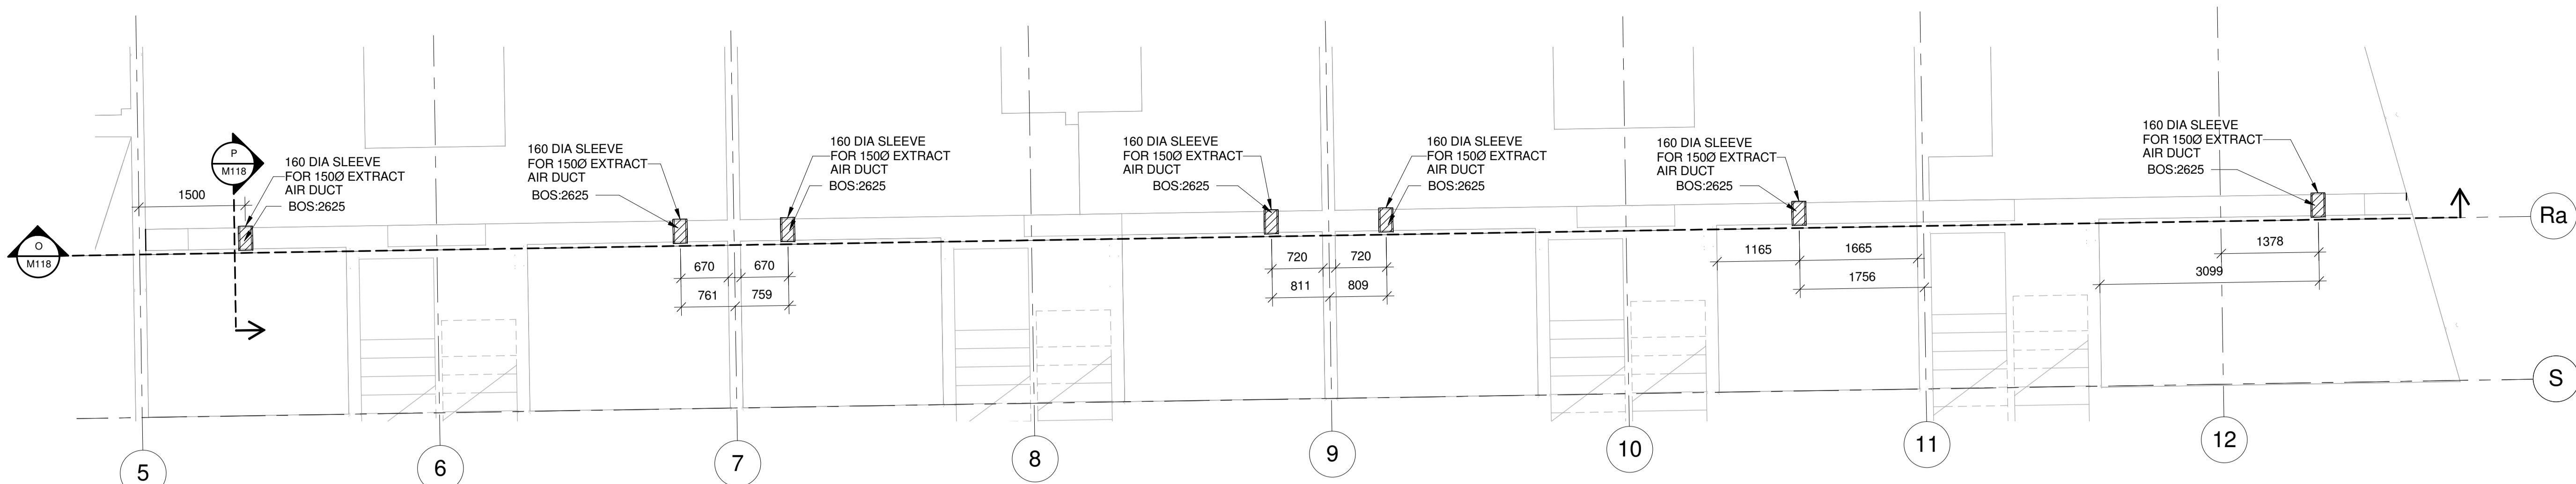 160 DIA SLEEVE
FOR 150Ø EXTRACT
AIR DUCT
BOS:2625
160 DIA SLEEVE
FOR 150Ø EXTRACT
AIR DUCT
BOS:2625
160 DIA SLEEVE
FOR 150Ø EXTRACT
AIR DUCT
BOS:2625
160 DIA SLEEVE
FOR 150Ø EXTRACT
AIR DUCT
BOS:2625
160 DIA SLEEVE
FOR 150Ø EXTRACT
AIR DUCT
BOS:2625
160 DIA SLEEVE
FOR 150Ø EXTRACT
AIR DUCT
BOS:2625
160 DIA SLEEVE
FOR 150Ø EXTRACT
AIR DUCT
BOS:2625
P
M118
1500
O
M118
670
670
761
759
720
720
811
809
1165
1665
1756
1378
3099
Ra
S
5
6
7
8
9
10
11
12